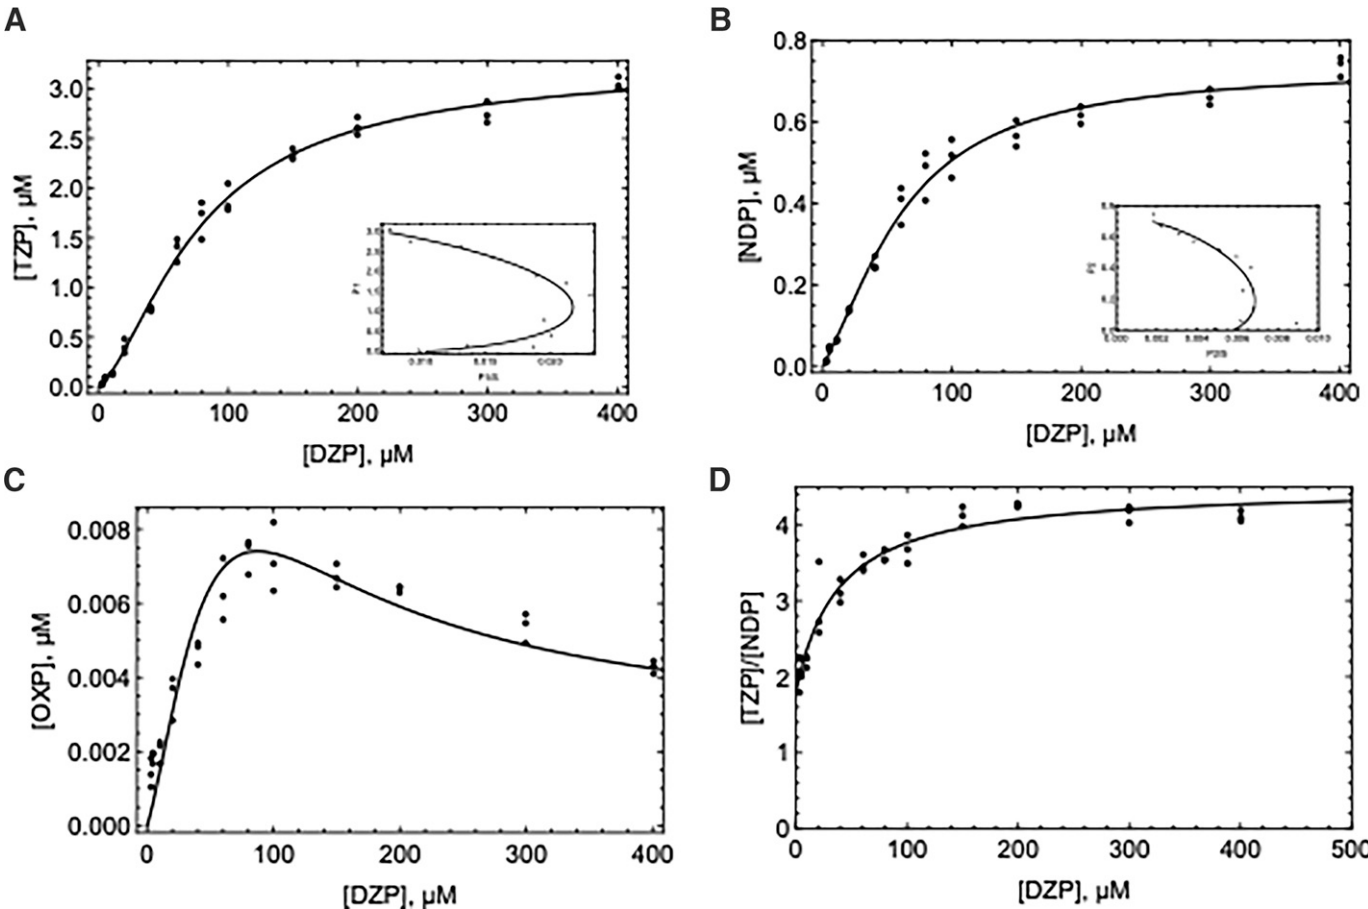 A
[TZP], µM
3.0
2.5
2.0
1.5
1.0
0.5
0.0
0 100 200 300 400
[DZP], µM
B
[NDP], µM
0.8
0.6
0.4
0.2
0.0
0 100 200 300 400
[DZP], µM
C
[OXP], µM
0.008
0.006
0.004
0.002
0.000
0 100 200 300 400
[DZP], µM
D
[TZP]/[NDP]
4
3
2
1
0
0 100 200 300 400 500
[DZP], µM